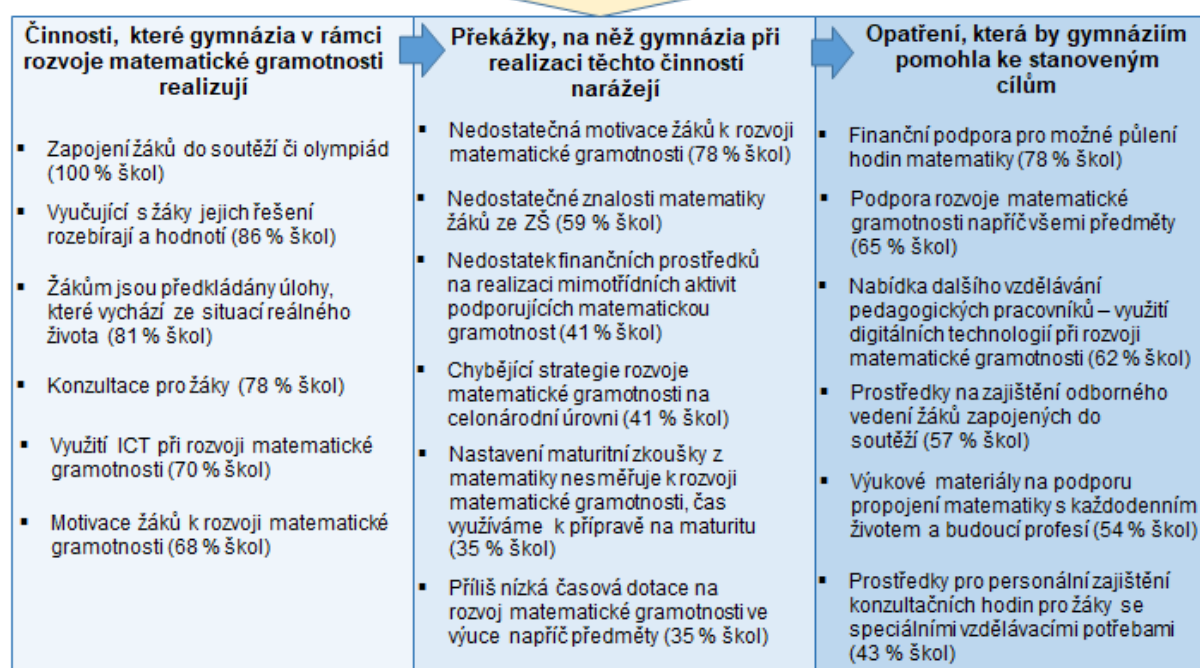 Činnosti, které gymnázia v rámci
rozvoje matematické gramotnosti
realizují
▪ Zapojení žáků do soutěží či olympiád
(100 % škol)
▪ Vyučující s žáky jejich řešení
rozebírají a hodnotí (86 % škol)
▪ Žákům jsou předkládány úlohy,
které vychází ze situací reálného
života (81 % škol)
▪ Konzultace pro žáky (78 % škol)
▪ Využití ICT při rozvoji matematické
gramotnosti (70 % škol)
▪ Motivace žáků k rozvoji matematické
gramotnosti (68 % škol)
Překážky, na něž gymnázia při
realizaci těchto činností
narážejí
▪ Nedostatečná motivace žáků k rozvoji
matematické gramotnosti (78 % škol)
▪ Nedostatečné znalosti matematiky
žáků ze ZŠ (59 % škol)
▪ Nedostatek finančních prostředků
na realizaci mimotřídních aktivit
podporujících matematickou
gramotnost (41 % škol)
▪ Chybějící strategie rozvoje
matematické gramotnosti na
celonárodní úrovni (41 % škol)
▪ Nastavení maturitní zkoušky z
matematiky nesměřuje k rozvoji
matematické gramotnosti, čas
využíváme k přípravě na maturitu
(35 % škol)
▪ Příliš nízká časová dotace na
rozvoj matematické gramotnosti ve
výuce napříč předměty (35 % škol)
Opatření, která by gymnáziím
pomohla ke stanoveným
cílům
▪ Finanční podpora pro možné půlení
hodin matematiky (78 % škol)
▪ Podpora rozvoje matematické
gramotnosti napříč všemi předměty
(65 % škol)
▪ Nabídka dalšího vzdělávání
pedagogických pracovníků – využití
digitálních technologií při rozvoji
matematické gramotnosti (62 % škol)
▪ Prostředky na zajištění odborného
vedení žáků zapojených do
soutěží (57 % škol)
▪ Výukové materiály na podporu
propojení matematiky s každodenním
životem a budoucí profesí (54 % škol)
▪ Prostředky pro personální zajištění
konzultačních hodin pro žáky se
speciálními vzdělávacími potřebami
(43 % škol)